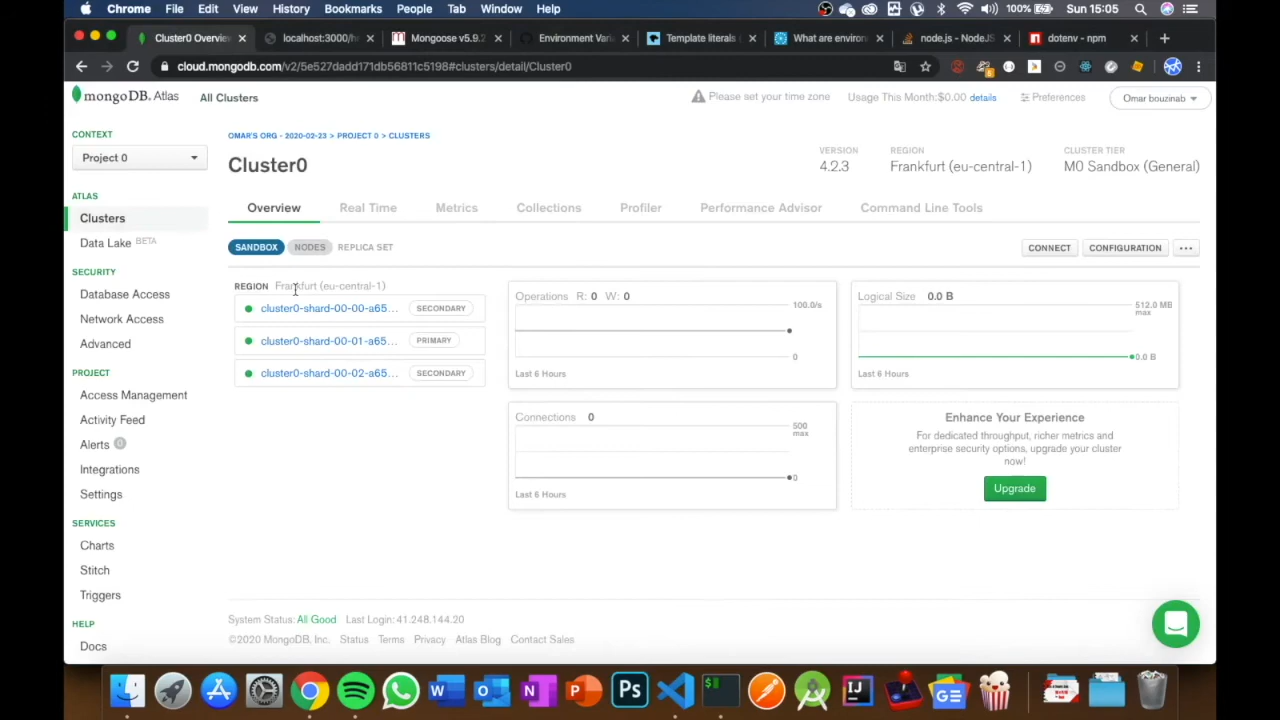 Chrome File Edit View History Bookmarks People Tab Window Help 100% Sun 15:05
Cluster0 Overvie localhost:3000/h Mongoose v5.9.2 Environment Vari Template literals What are environ node.js - NodeJS dotenv - npm
cloud.mongodb.com/v2/5e527dadd171db56811c5198#clusters/detail/Cluster0
mongoDB. Atlas All Clusters Please set your time zone Usage This Month:$0.00 details Preferences Omar bouzinab
CONTEXT
Project 0
ATLAS
Clusters
Data Lake BETA
SECURITY
Database Access
Network Access
Advanced
PROJECT
Access Management
Activity Feed
Alerts 0
Integrations
Settings
SERVICES
Charts
Stitch
Triggers
HELP
Docs
OMAR'S ORG - 2020-02-23 > PROJECT 0 > CLUSTERS
Cluster0
VERSION
4.2.3
REGION
Frankfurt (eu-central-1)
CLUSTER TIER
M0 Sandbox (General)
Overview Real Time Metrics Collections Profiler Performance Advisor Command Line Tools
SANDBOX NODES REPLICA SET CONNECT CONFIGURATION ...
REGION Frankfurt (eu-central-1)
cluster0-shard-00-00-a65... SECONDARY
cluster0-shard-00-01-a65... PRIMARY
cluster0-shard-00-02-a65... SECONDARY
Operations R: 0 W: 0
100.0/s
0
Last 6 Hours
Logical Size 0.0 B
512.0 MB
max
0.0 B
Last 6 Hours
Connections 0
500
max
0
Last 6 Hours
Enhance Your Experience
For dedicated throughput, richer metrics and
enterprise security options, upgrade your cluster
now!
Upgrade
System Status: All Good Last Login: 41.248.144.20
©2020 MongoDB, Inc. Status Terms Privacy Atlas Blog Contact Sales